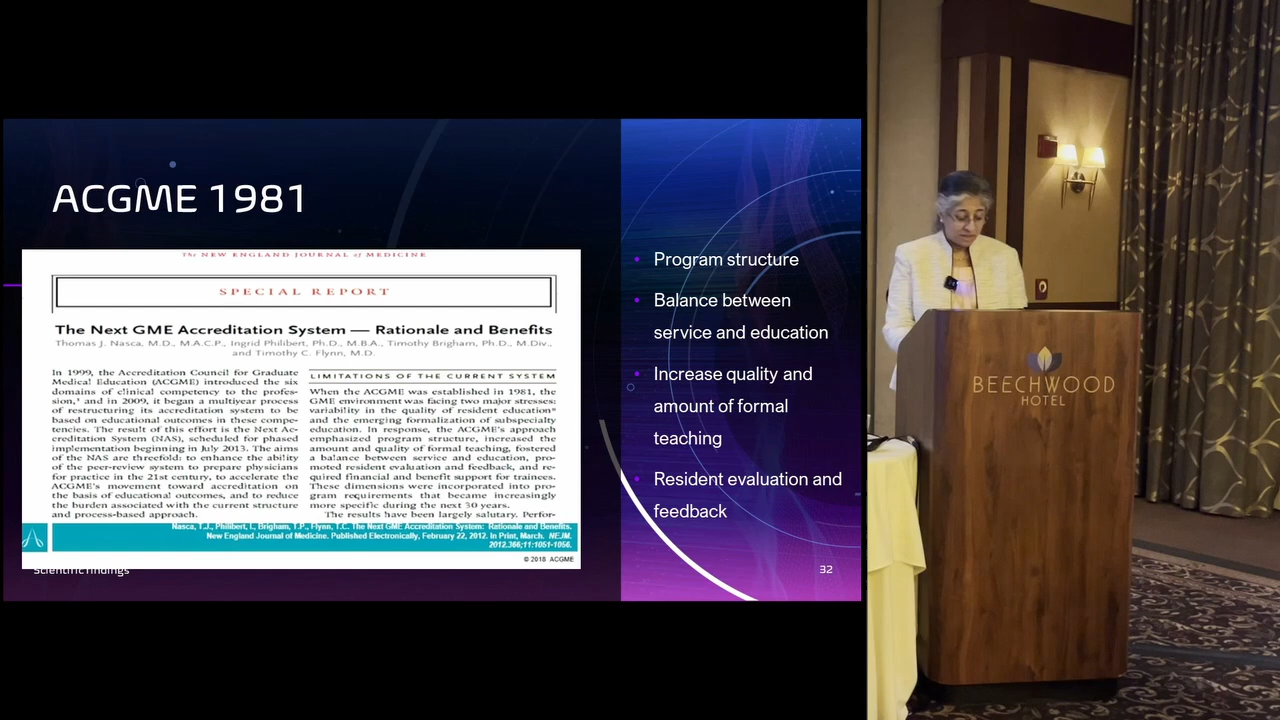 ACGME 1981
The NEW ENGLAND JOURNAL of MEDICINE
SPECIAL REPORT
The Next GME Accreditation System — Rationale and Benefits
Thomas J. Nasca, M.D., M.A.C.P., Ingrid Philibert, Ph.D., M.B.A., Timothy Brigham, Ph.D., M.Div.,
and Timothy C. Flynn, M.D.
In 1999, the Accreditation Council for Graduate
Medical Education (ACGME) introduced the six
domains of clinical competency to the profes-
sion,¹ and in 2009, it began a multiyear process
of restructuring its accreditation system to be
based on educational outcomes in these compe-
tencies. The result of this effort is the Next Ac-
creditation System (NAS), scheduled for phased
implementation beginning in July 2013. The aims
of the NAS are threefold: to enhance the ability
of the peer-review system to prepare physicians
for practice in the 21st century, to accelerate the
ACGME's movement toward accreditation on
the basis of educational outcomes, and to reduce
the burden associated with the current structure
and process-based approach.
LIMITATIONS OF THE CURRENT SYSTEM
When the ACGME was established in 1981, the
GME environment was facing two major stresses:
variability in the quality of resident education
and the emerging formalization of subspecialty
education. In response, the ACGME's approach
emphasized program structure, increased the
amount and quality of formal teaching, fostered
a balance between service and education, pro-
moted resident evaluation and feedback, and re-
quired financial and benefit support for trainees.
These dimensions were incorporated into pro-
gram requirements that became increasingly
more specific during the next 30 years.
The results have been largely salutary. Perfor-
Nasca, T.J., Philibert, I., Brigham, T.P., Flynn, T.C. The Next GME Accreditation System: Rationale and Benefits.
New England Journal of Medicine. Published Electronically, February 22, 2012. In Print, March. NEJM.
2012.366;11:1051-1056.
© 2018 ACGME
Scientific findings
• Program structure
• Balance between
service and education
• Increase quality and
amount of formal
teaching
• Resident evaluation and
feedback
32
BEECHWOOD
HOTEL